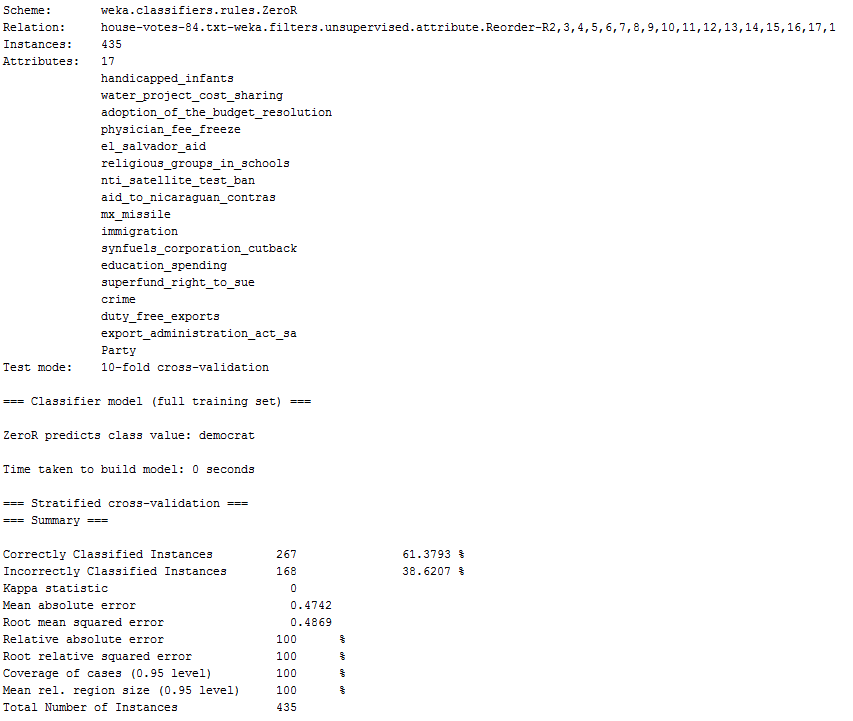 Scheme: weka.classifiers.rules.ZeroR
Relation: house-votes-84.txt-weka.filters.unsupervised.attribute.Reorder-R2,3,4,5,6,7,8,9,10,11,12,13,14,15,16,17,1
Instances: 435
Attributes: 17
handicapped_infants
water_project_cost_sharing
adoption_of_the_budget_resolution
physician_fee_freeze
el_salvador_aid
religious_groups_in_schools
nti_satellite_test_ban
aid_to_nicaraguan_contras
mx_missile
immigration
synfuels_corporation_cutback
education_spending
superfund_right_to_sue
crime
duty_free_exports
export_administration_act_sa
Party
Test mode: 10-fold cross-validation
=== Classifier model (full training set) ===
ZeroR predicts class value: democrat
Time taken to build model: 0 seconds
=== Stratified cross-validation ===
=== Summary ===
Correctly Classified Instances 267 61.3793 %
Incorrectly Classified Instances 168 38.6207 %
Kappa statistic 0
Mean absolute error 0.4742
Root mean squared error 0.4869
Relative absolute error 100 %
Root relative squared error 100 %
Coverage of cases (0.95 level) 100 %
Mean rel. region size (0.95 level) 100 %
Total Number of Instances 435